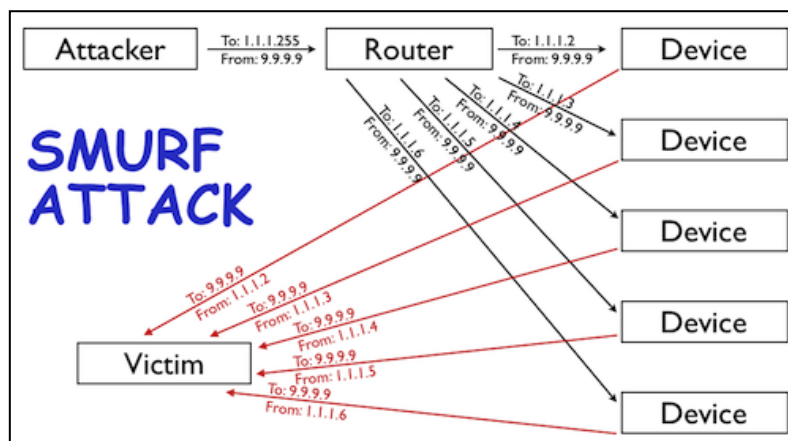 Attacker
To: 1.1.1.255
From: 9.9.9.9
Router
To: 1.1.1.2
From: 9.9.9.9
Device
To: 1.1.1.3
From: 9.9.9.9
Device
To: 1.1.1.4
From: 9.9.9.9
Device
To: 1.1.1.5
From: 9.9.9.9
Device
To: 1.1.1.6
From: 9.9.9.9
Device
SMURF
ATTACK
To: 9.9.9.9
From: 1.1.1.2
To: 9.9.9.9
From: 1.1.1.3
To: 9.9.9.9
From: 1.1.1.4
To: 9.9.9.9
From: 1.1.1.5
To: 9.9.9.9
From: 1.1.1.6
Victim